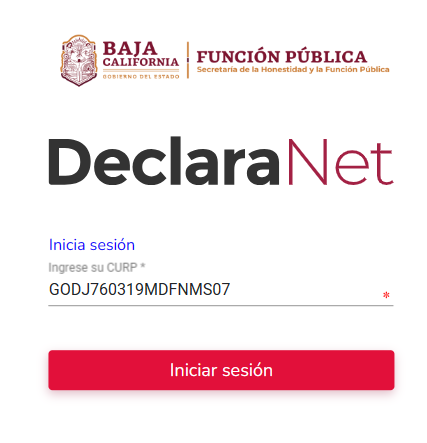 BAJA
CALIFORNIA
GOBIERNO DEL ESTADO
FUNCIÓN PÚBLICA
Secretaría de la Honestidad y la Función Pública
DeclaraNet
Inicia sesión
Ingrese su CURP *
GODJ760319MDFNMS07
*
Iniciar sesión